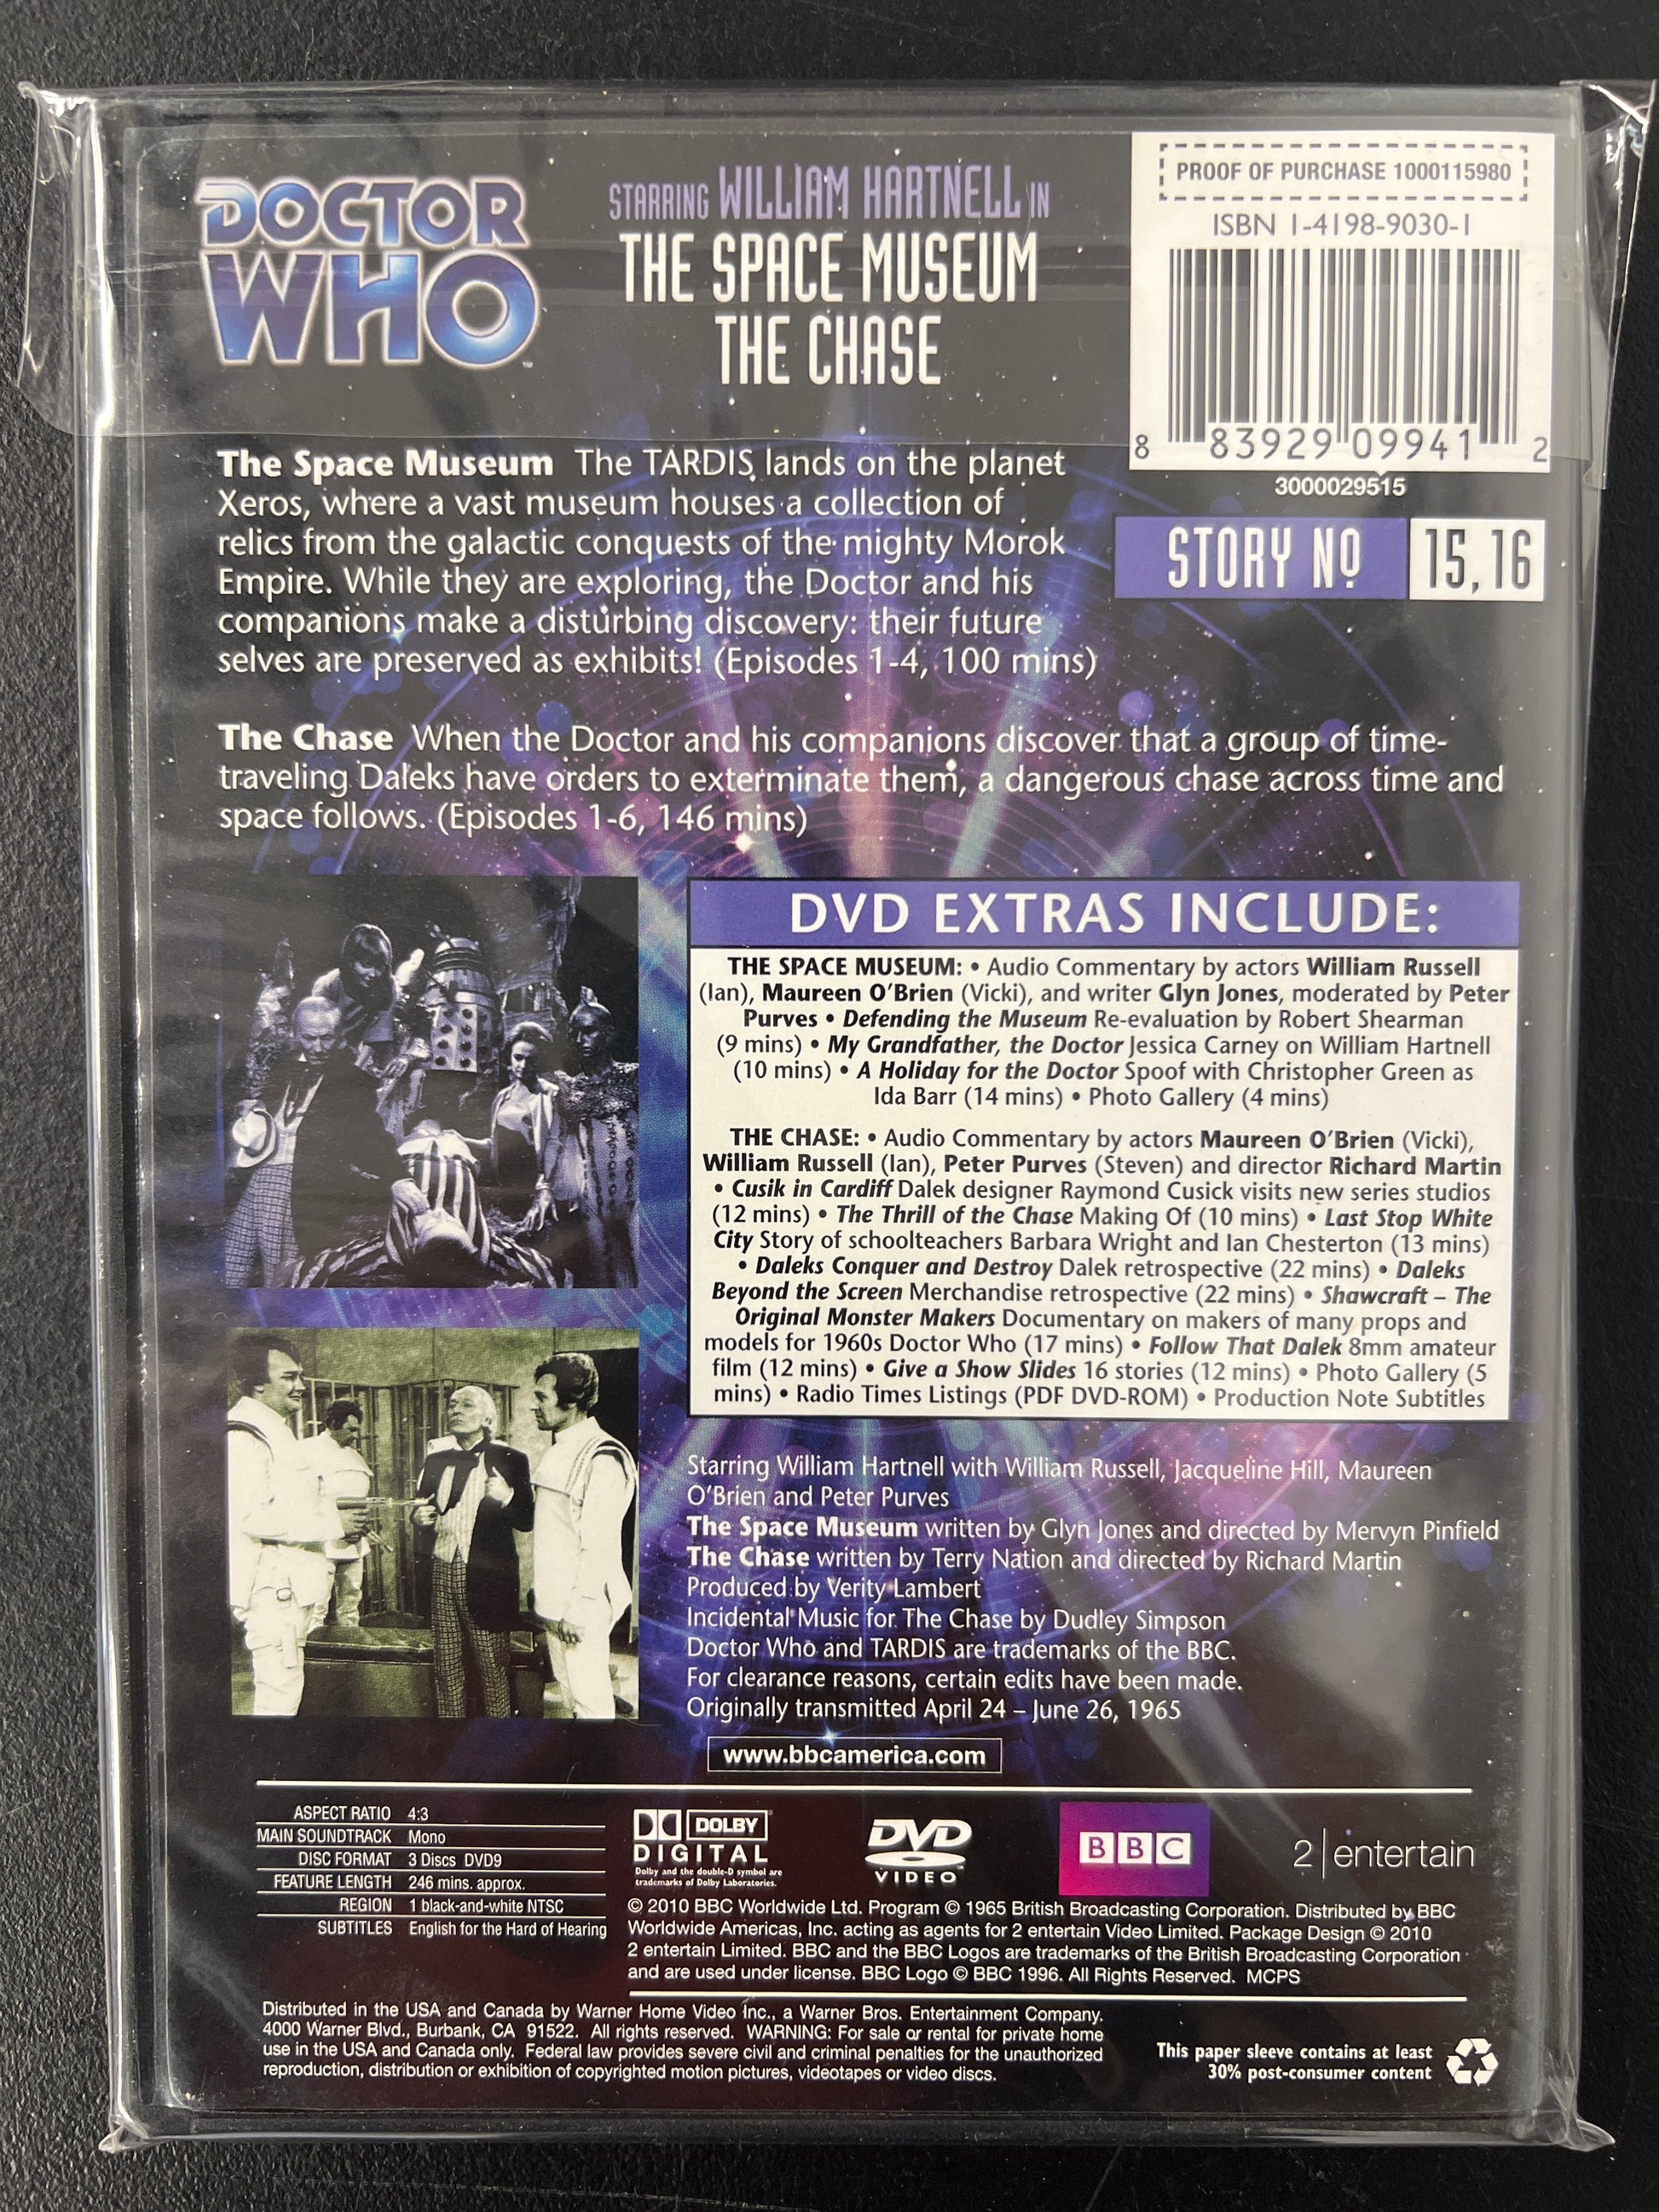 DOCTOR
WHO
STARRING WILLIAM HARTNELL IN
THE SPACE MUSEUM
THE CHASE
PROOF OF PURCHASE 1000115980
ISBN 1-4198-9030-1
8 83929 09941 2
3000029515
STORY Nº 15,16
The Space Museum The TARDIS lands on the planet
Xeros, where a vast museum houses a collection of
relics from the galactic conquests of the mighty Morok
Empire. While they are exploring, the Doctor and his
companions make a disturbing discovery: their future
selves are preserved as exhibits! (Episodes 1-4, 100 mins)
The Chase When the Doctor and his companions discover that a group of time-
traveling Daleks have orders to exterminate them, a dangerous chase across time and
space follows. (Episodes 1-6, 146 mins)
DVD EXTRAS INCLUDE:
THE SPACE MUSEUM: • Audio Commentary by actors William Russell
(Ian), Maureen O'Brien (Vicki), and writer Glyn Jones, moderated by Peter
Purves • Defending the Museum Re-evaluation by Robert Shearman
(9 mins) • My Grandfather, the Doctor Jessica Carney on William Hartnell
(10 mins) • A Holiday for the Doctor Spoof with Christopher Green as
Ida Barr (14 mins) • Photo Gallery (4 mins)
THE CHASE: • Audio Commentary by actors Maureen O'Brien (Vicki),
William Russell (Ian), Peter Purves (Steven) and director Richard Martin
• Cusik in Cardiff Dalek designer Raymond Cusick visits new series studios
(12 mins) • The Thrill of the Chase Making Of (10 mins) • Last Stop White
City Story of schoolteachers Barbara Wright and Ian Chesterton (13 mins)
• Daleks Conquer and Destroy Dalek retrospective (22 mins) • Daleks
Beyond the Screen Merchandise retrospective (22 mins) • Shawcraft – The
Original Monster Makers Documentary on makers of many props and
models for 1960s Doctor Who (17 mins) • Follow That Dalek 8mm amateur
film (12 mins) • Give a Show Slides 16 stories (12 mins) • Photo Gallery (5
mins) • Radio Times Listings (PDF DVD-ROM) • Production Note Subtitles
Starring William Hartnell with William Russell, Jacqueline Hill, Maureen
O'Brien and Peter Purves
The Space Museum written by Glyn Jones and directed by Mervyn Pinfield
The Chase written by Terry Nation and directed by Richard Martin
Produced by Verity Lambert
Incidental Music for The Chase by Dudley Simpson
Doctor Who and TARDIS are trademarks of the BBC.
For clearance reasons, certain edits have been made.
Originally transmitted April 24 – June 26, 1965
www.bbcamerica.com
ASPECT RATIO 4:3
MAIN SOUNDTRACK Mono
DISC FORMAT 3 Discs DVD9
FEATURE LENGTH 246 mins. approx.
REGION 1 black-and-white NTSC
SUBTITLES English for the Hard of Hearing
DOLBY
DIGITAL
Dolby and the double-D symbol are
trademarks of Dolby Laboratories.
DVD
VIDEO
BBC
2 | entertain
© 2010 BBC Worldwide Ltd. Program © 1965 British Broadcasting Corporation. Distributed by BBC
Worldwide Americas, Inc. acting as agents for 2 entertain Video Limited. Package Design © 2010
2 entertain Limited. BBC and the BBC Logos are trademarks of the British Broadcasting Corporation
and are used under license. BBC Logo © BBC 1996. All Rights Reserved. MCPS
Distributed in the USA and Canada by Warner Home Video Inc., a Warner Bros. Entertainment Company.
4000 Warner Blvd., Burbank, CA 91522. All rights reserved. WARNING: For sale or rental for private home
use in the USA and Canada only. Federal law provides severe civil and criminal penalties for the unauthorized
reproduction, distribution or exhibition of copyrighted motion pictures, videotapes or video discs.
This paper sleeve contains at least
30% post-consumer content